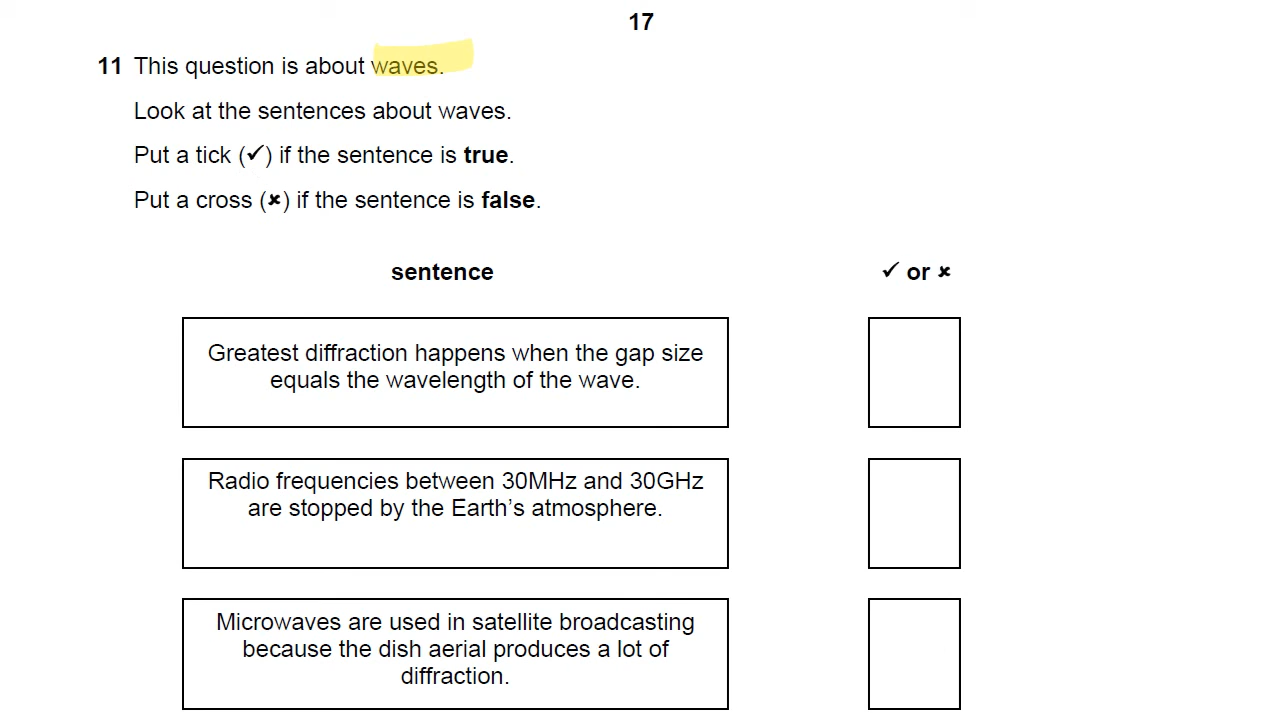 17
11 This question is about waves.
Look at the sentences about waves.
Put a tick (✓) if the sentence is true.
Put a cross (✗) if the sentence is false.
sentence
✓ or ✗
Greatest diffraction happens when the gap size
equals the wavelength of the wave.
Radio frequencies between 30MHz and 30GHz
are stopped by the Earth’s atmosphere.
Microwaves are used in satellite broadcasting
because the dish aerial produces a lot of
diffraction.